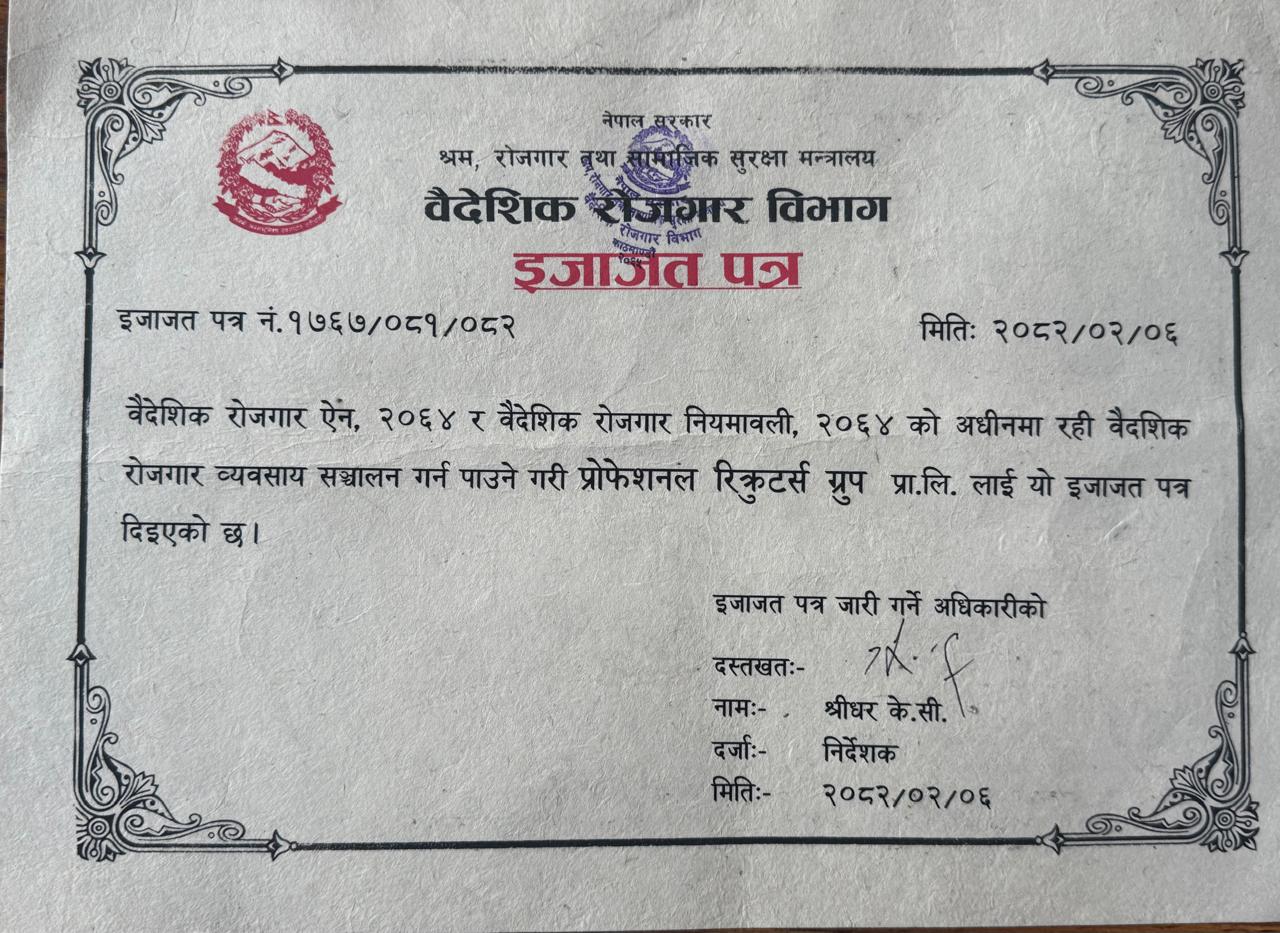 नेपाल सरकार
श्रम, रोजगार तथा सामाजिक सुरक्षा मन्त्रालय
वैदेशिक रोजगार विभाग
इजाजत पत्र
इजाजत पत्र नं.१७६७/०८१/०८२
मितिः २०८२/०२/०६
वैदेशिक रोजगार ऐन, २०६४ र वैदेशिक रोजगार नियमावली, २०६४ को अधीनमा रही वैदशिक
रोजगार व्यवसाय सञ्चालन गर्न पाउने गरी प्रोफेशनल रिक्रुटर्स ग्रुप प्रा.लि. लाई यो इजाजत पत्र
दिइएको छ।
इजाजत पत्र जारी गर्ने अधिकारीको
दस्तखतः-
नामः- श्रीधर के.सी.
दर्जाः- निर्देशक
मितिः- २०८२/०२/०६